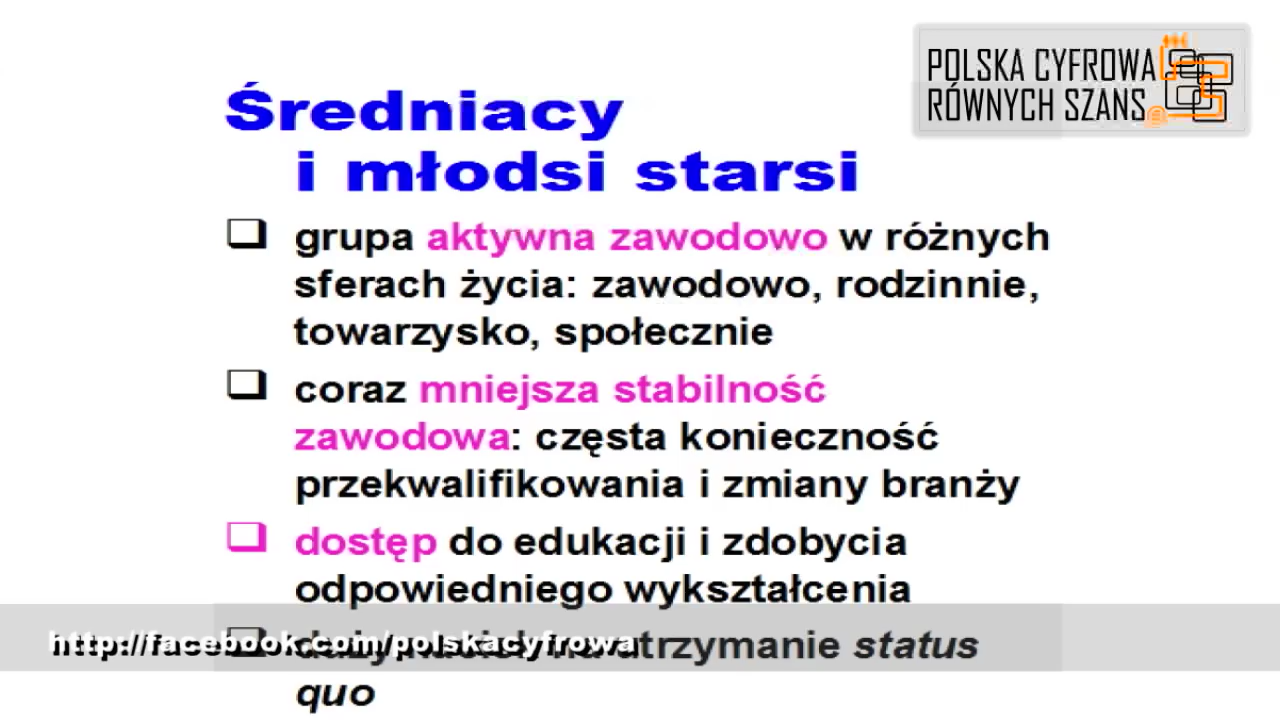 POLSKA CYFROWA
RÓWNYCH SZANS
Średniacy
i młodsi starsi
❑ grupa aktywna zawodowo w różnych
sferach życia: zawodowo, rodzinnie,
towarzysko, społecznie
❑ coraz mniejsza stabilność
zawodowa: częsta konieczność
przekwalifikowania i zmiany branży
❑ dostęp do edukacji i zdobycia
odpowiedniego wykształcenia
http://facebook.com/polskacyfrowa
utrzymanie status
quo